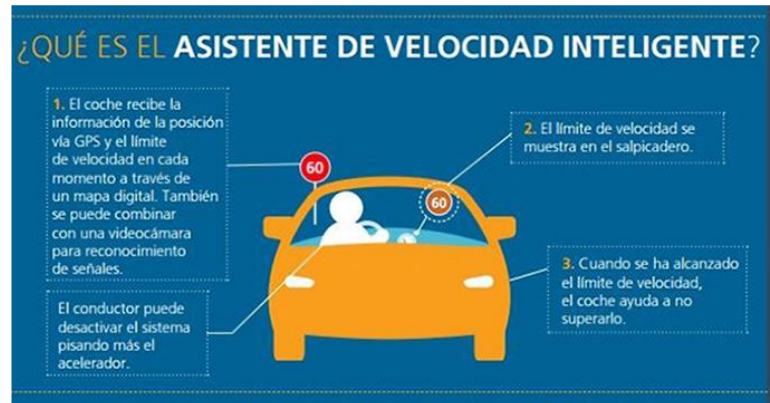 ¿QUÉ ES EL ASISTENTE DE VELOCIDAD INTELIGENTE?
1. El coche recibe la
información de la posición
vía GPS y el límite
de velocidad en cada
momento a través de
un mapa digital. También
se puede combinar
con una videocámara
para reconocimiento
de señales.
60
2. El límite de velocidad se
muestra en el salpicadero.
60
3. Cuando se ha alcanzado
el límite de velocidad,
el coche ayuda a no
superarlo.
El conductor puede
desactivar el sistema
pisando más el
acelerador.